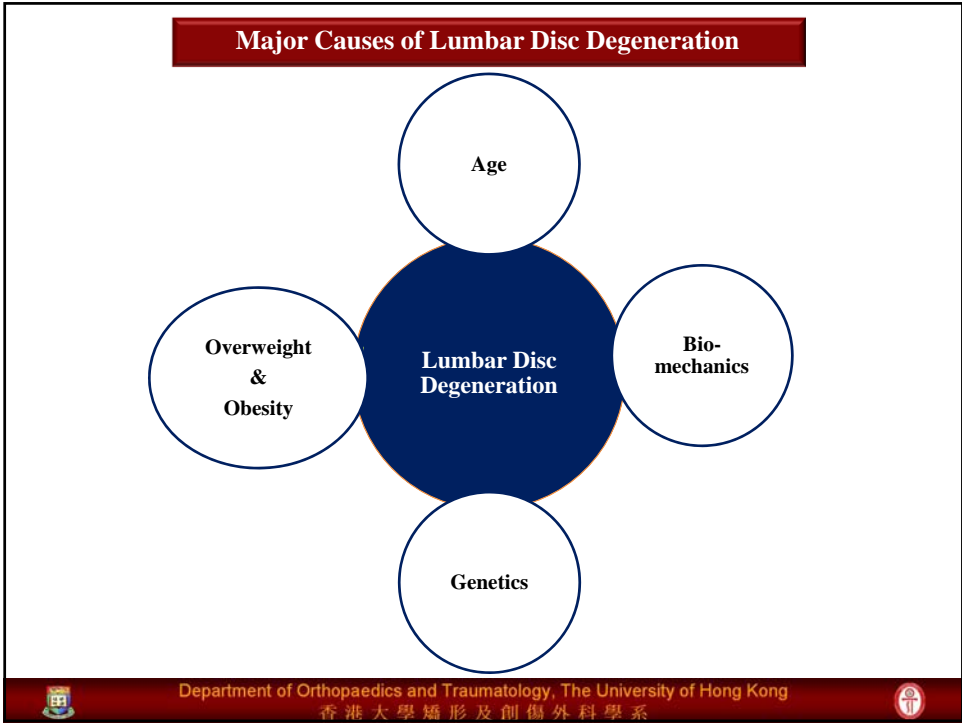 Major Causes of Lumbar Disc Degeneration
Age
Overweight
&
Obesity
Lumbar Disc
Degeneration
Bio-
mechanics
Genetics
Department of Orthopaedics and Traumatology, The University of Hong Kong
香港大學矯形及創傷外科學系